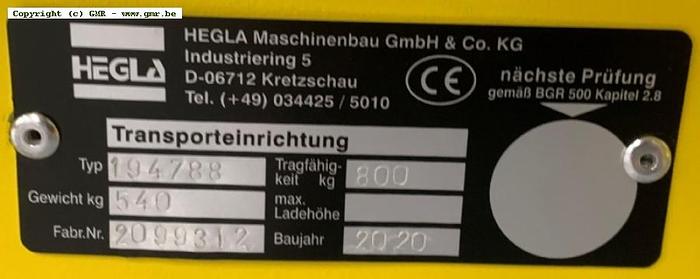 Copyright (c) GMR - www.gmr.be
HEGLA
HEGLA Maschinenbau GmbH & Co. KG
Industriering 5
D-06712 Kretzschau
Tel. (+49) 034425 / 5010
CE
nächste Prüfung
gemäß BGR 500 Kapitel 2.8
Transporteinrichtung
Typ 194788 Tragfähig-
keit kg 800
Gewicht kg 540 max.
Ladehöhe
Fabr.Nr. 2099312 Baujahr 2020